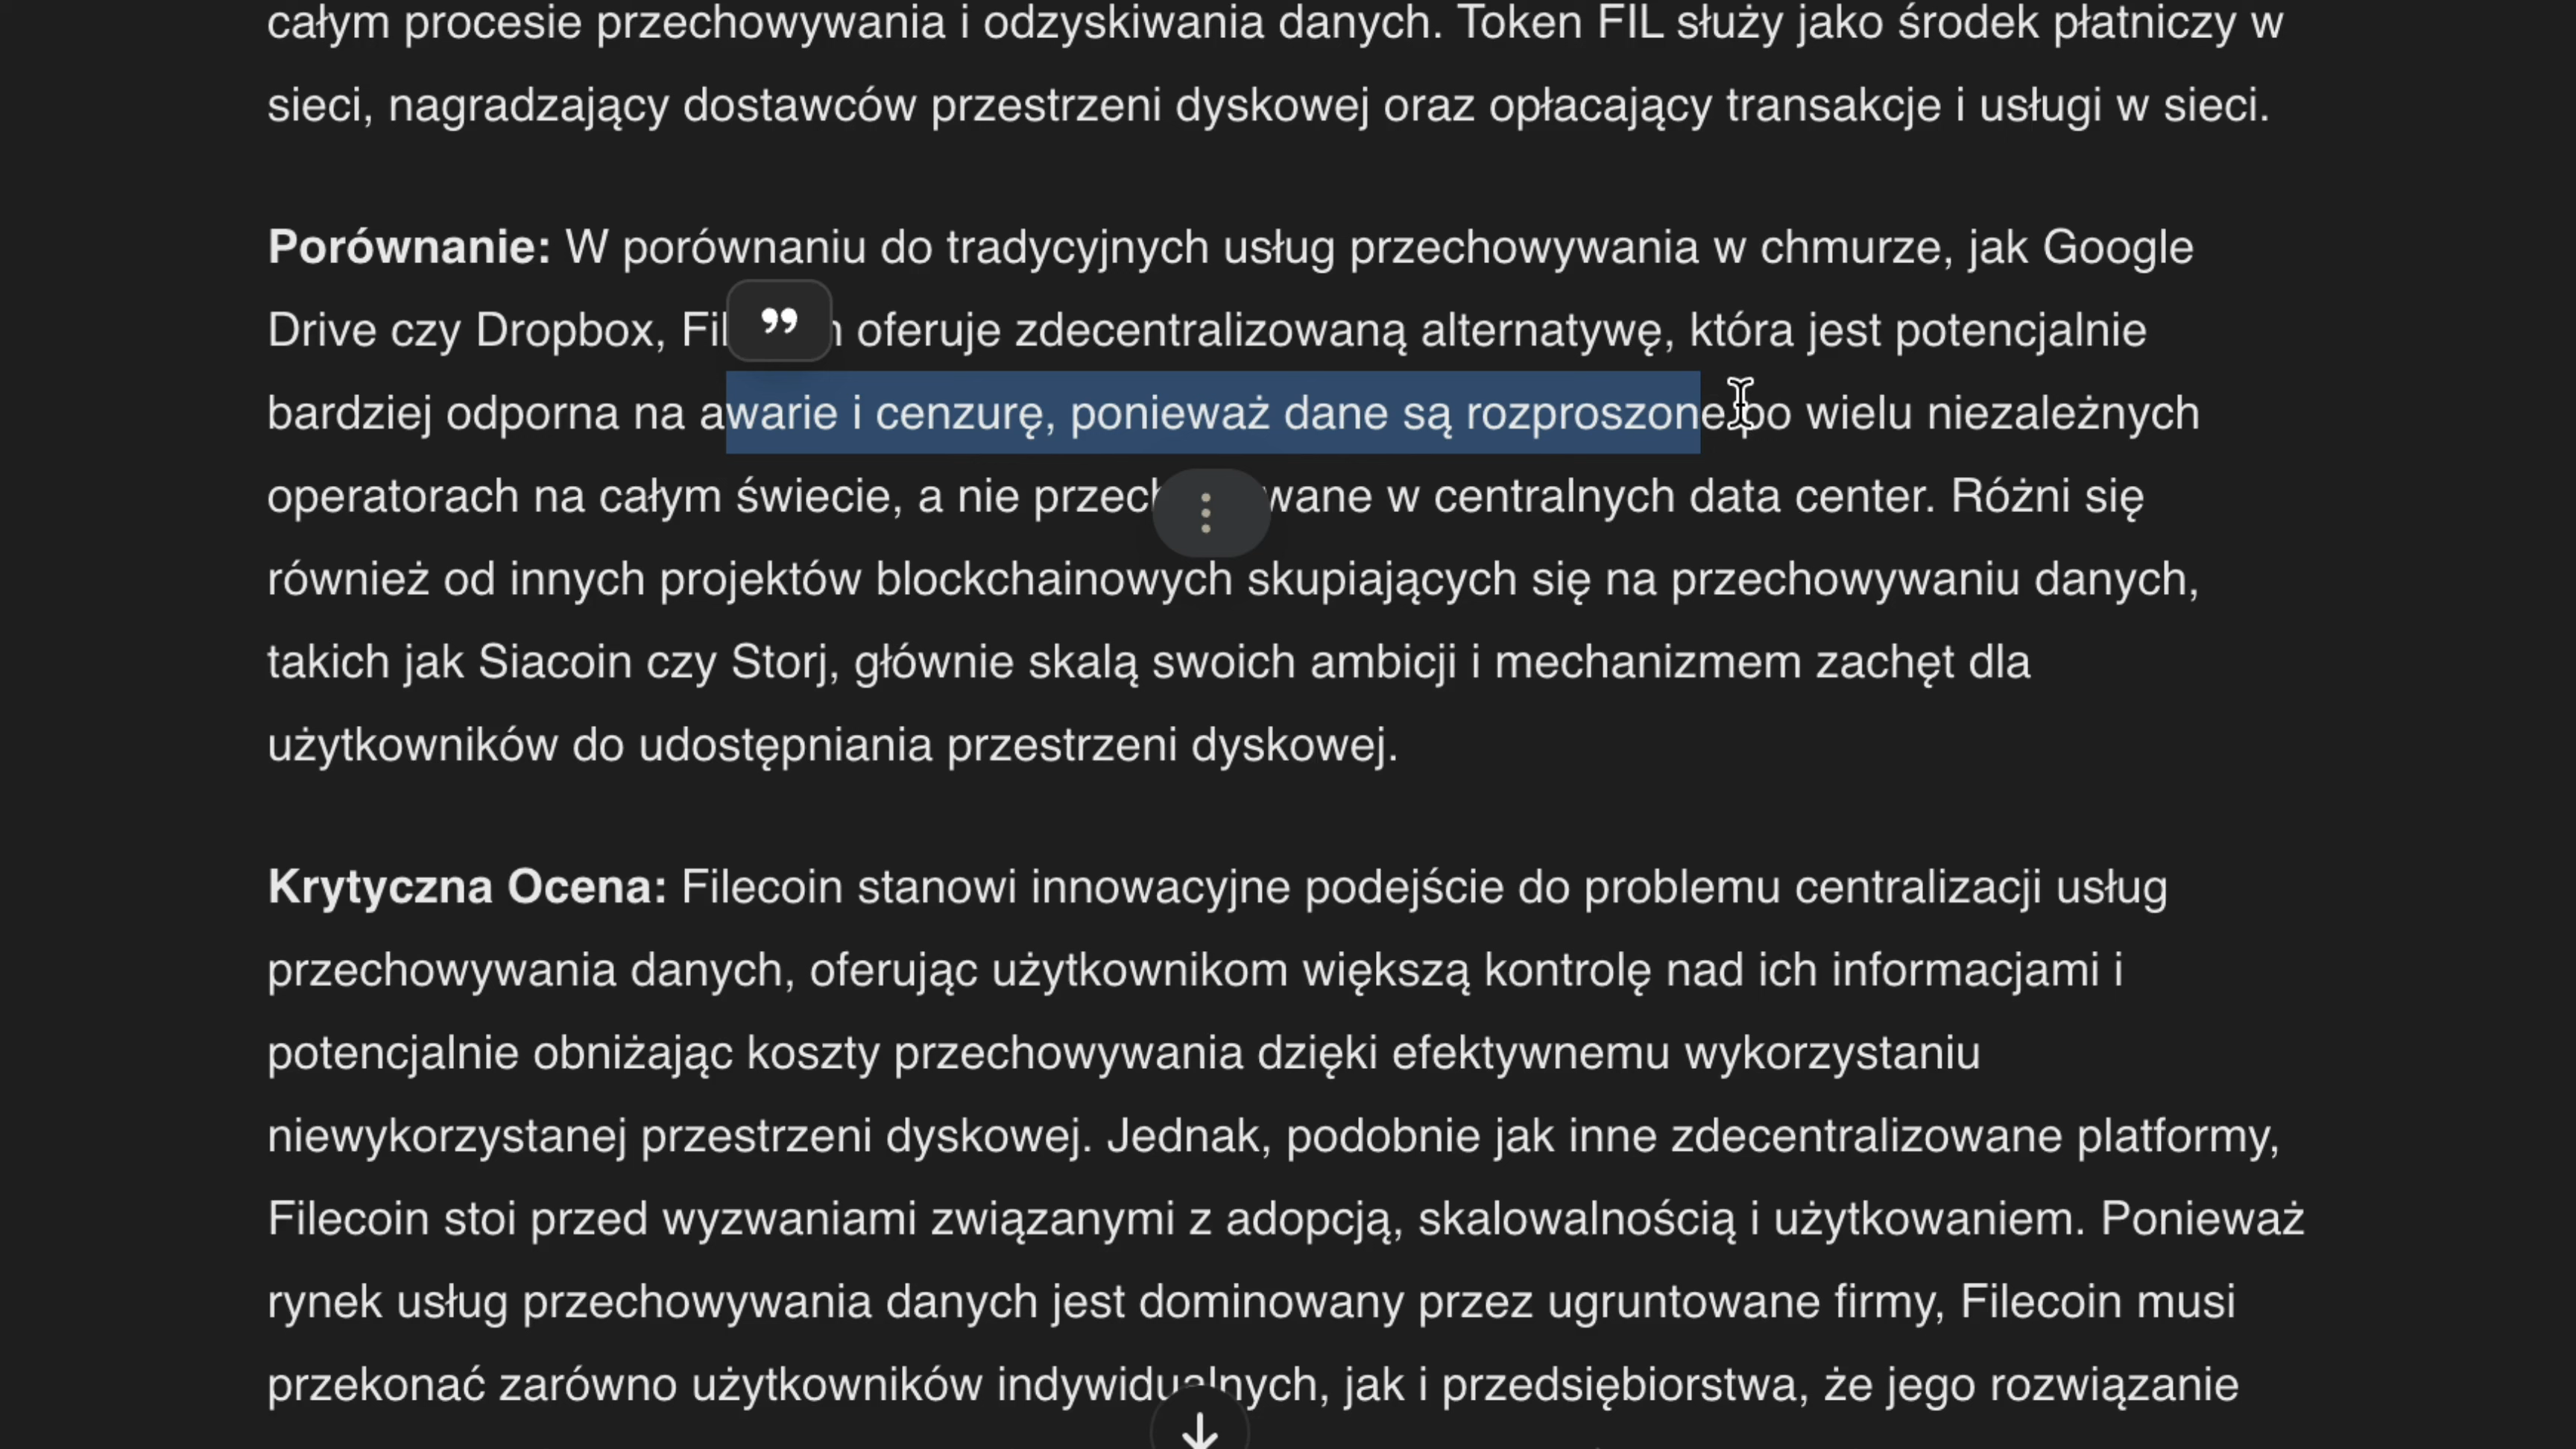 całym procesie przechowywania i odzyskiwania danych. Token FIL służy jako środek płatniczy w
sieci, nagradzający dostawców przestrzeni dyskowej oraz opłacający transakcje i usługi w sieci.
Porównanie: W porównaniu do tradycyjnych usług przechowywania w chmurze, jak Google
Drive czy Dropbox, oferuje zdecentralizowaną alternatywę, która jest potencjalnie
bardziej odporna na awarie i cenzurę, ponieważ dane są rozproszone po wielu niezależnych
operatorach na całym świecie, a nie w centralnych data center. Różni się
również od innych projektów blockchainowych skupiających się na przechowywaniu danych,
takich jak Siacoin czy Storj, głównie skalą swoich ambicji i mechanizmem zachęt dla
użytkowników do udostępniania przestrzeni dyskowej.
Krytyczna Ocena: Filecoin stanowi innowacyjne podejście do problemu centralizacji usług
przechowywania danych, oferując użytkownikom większą kontrolę nad ich informacjami i
potencjalnie obniżając koszty przechowywania dzięki efektywnemu wykorzystaniu
niewykorzystanej przestrzeni dyskowej. Jednak, podobnie jak inne zdecentralizowane platformy,
Filecoin stoi przed wyzwaniami związanymi z adopcją, skalowalnością i użytkowaniem. Ponieważ
rynek usług przechowywania danych jest dominowany przez ugruntowane firmy, Filecoin musi
przekonać zarówno użytkowników indywidualnych, jak i przedsiębiorstwa, że jego rozwiązanie